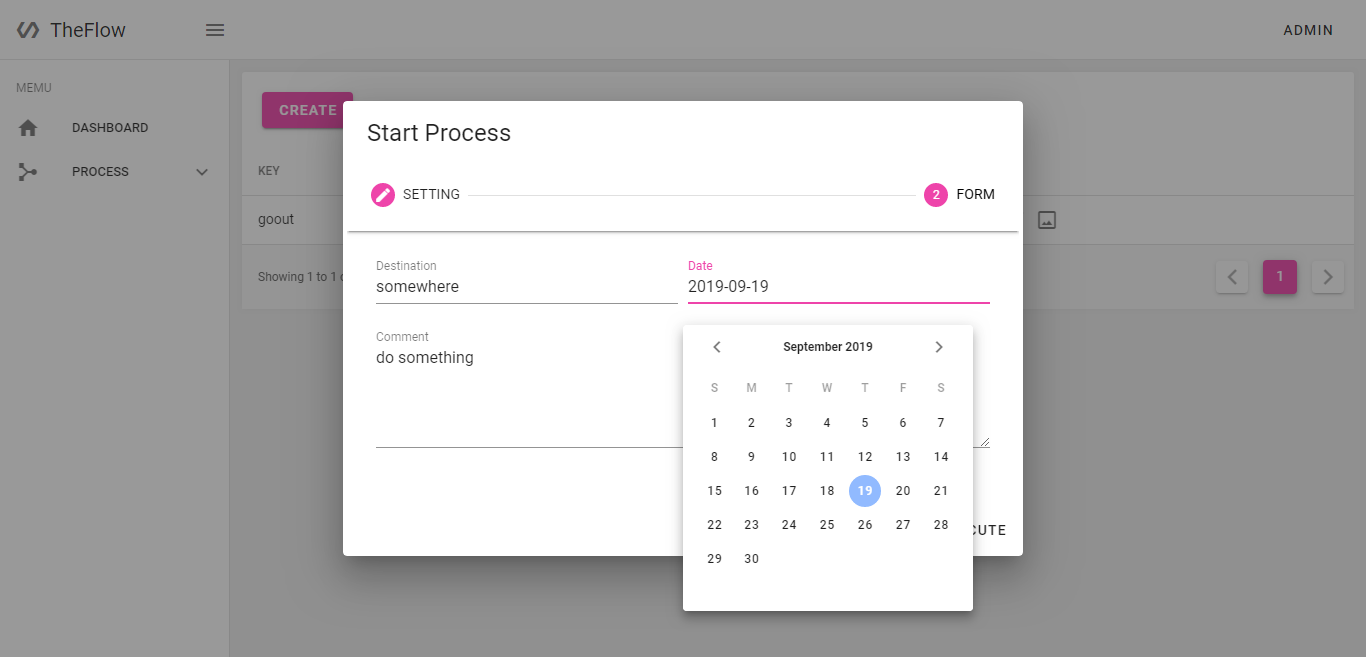 TheFlow
ADMIN
MEMU
DASHBOARD
PROCESS
CREATE
KEY
goout
Showing 1 to 1
1
Start Process
SETTING
2 FORM
Destination
somewhere
Date
2019-09-19
Comment
do something
September 2019
S M T W T F S
1 2 3 4 5 6 7
8 9 10 11 12 13 14
15 16 17 18 19 20 21
22 23 24 25 26 27 28
29 30
CUTE